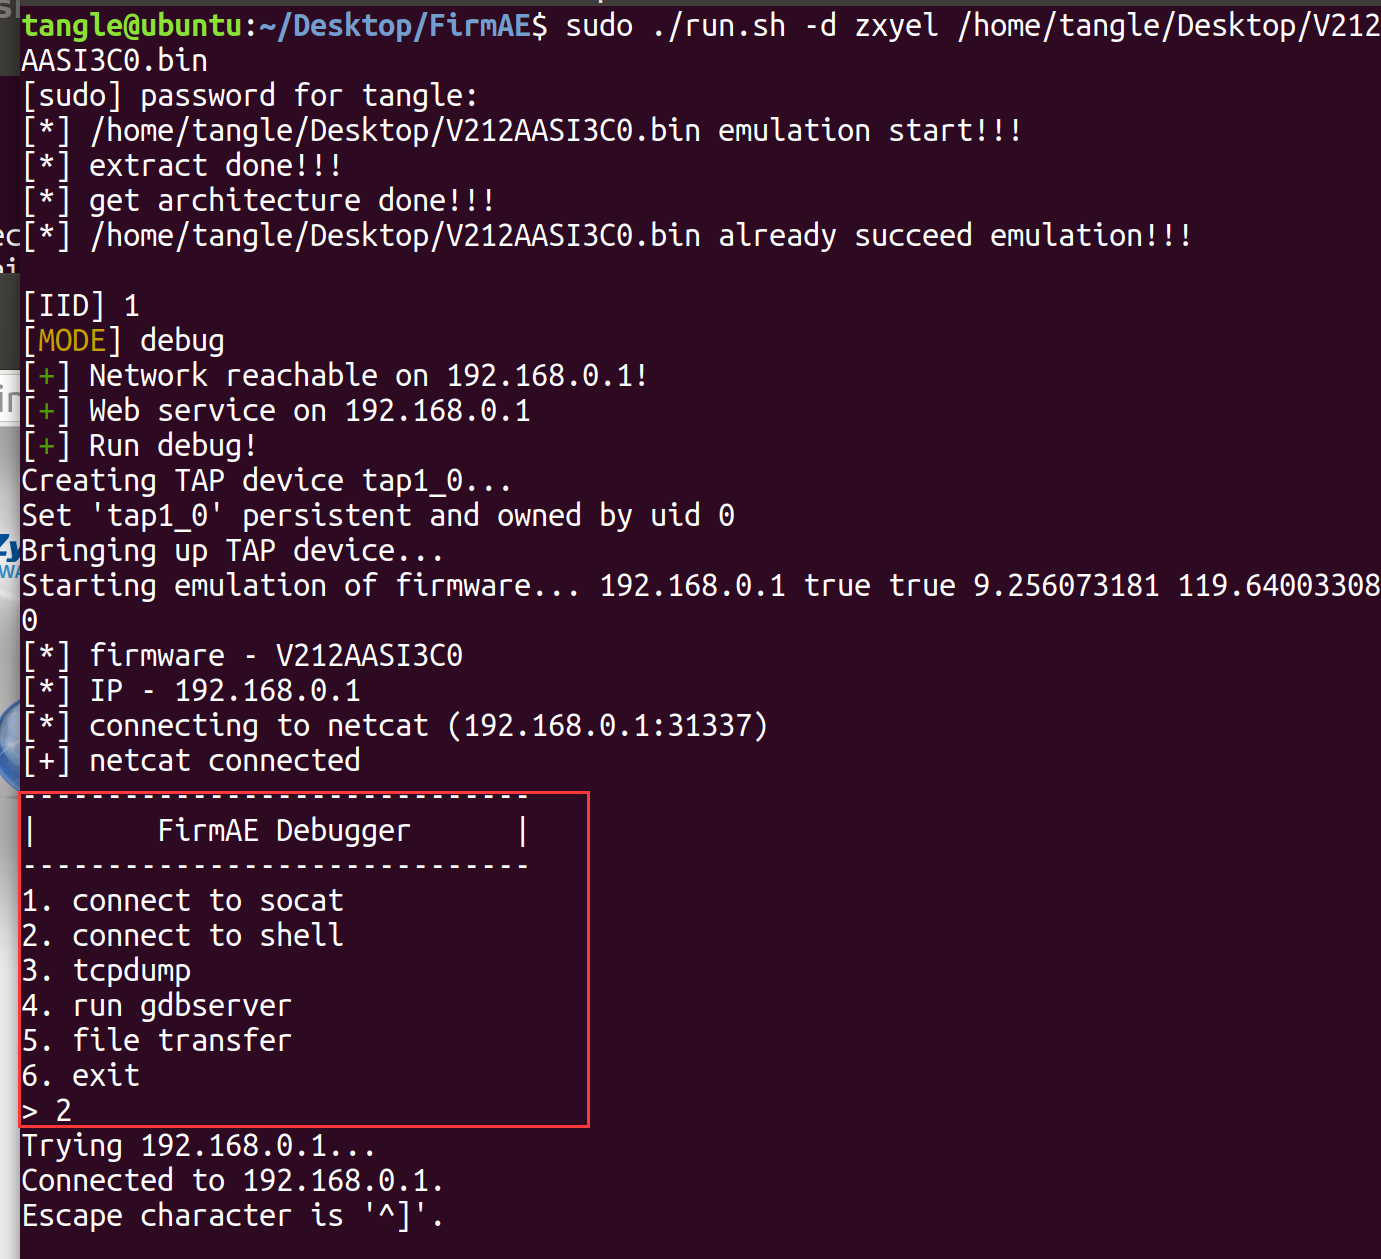 tangle@ubuntu:~/Desktop/FirmAE$ sudo ./run.sh -d zxyel /home/tangle/Desktop/V212
AASI3C0.bin
[sudo] password for tangle:
[*] /home/tangle/Desktop/V212AASI3C0.bin emulation start!!!
[*] extract done!!!
[*] get architecture done!!!
[*] /home/tangle/Desktop/V212AASI3C0.bin already succeed emulation!!!
[IID] 1
[MODE] debug
[+] Network reachable on 192.168.0.1!
[+] Web service on 192.168.0.1
[+] Run debug!
Creating TAP device tap1_0...
Set 'tap1_0' persistent and owned by uid 0
Bringing up TAP device...
Starting emulation of firmware... 192.168.0.1 true true 9.256073181 119.64003308
0
[*] firmware - V212AASI3C0
[*] IP - 192.168.0.1
[*] connecting to netcat (192.168.0.1:31337)
[+] netcat connected
------------------------------
|       FirmAE Debugger      |
------------------------------
1. connect to socat
2. connect to shell
3. tcpdump
4. run gdbserver
5. file transfer
6. exit
> 2
Trying 192.168.0.1...
Connected to 192.168.0.1.
Escape character is '^]'.